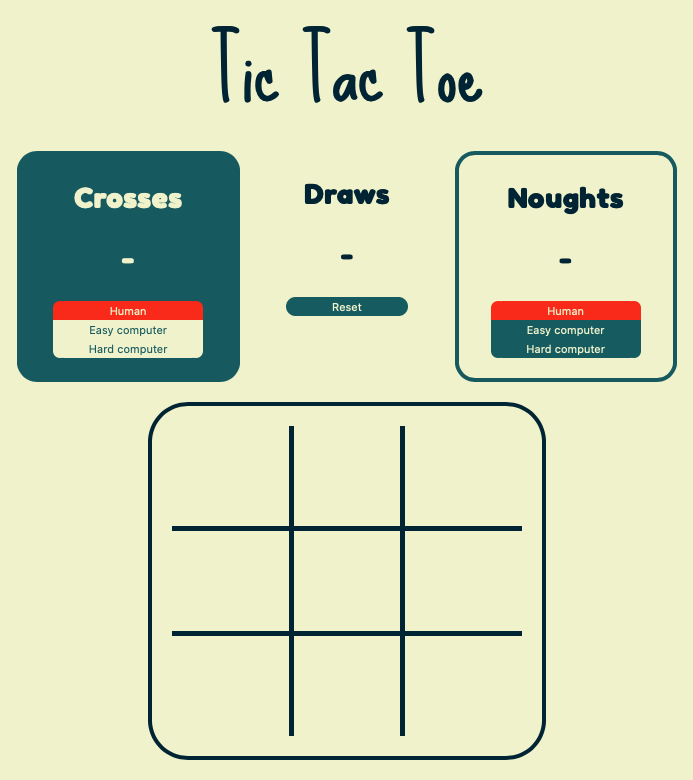 Tic Tac Toe
Crosses
-
Human
Easy computer
Hard computer
Draws
-
Reset
Noughts
-
Human
Easy computer
Hard computer